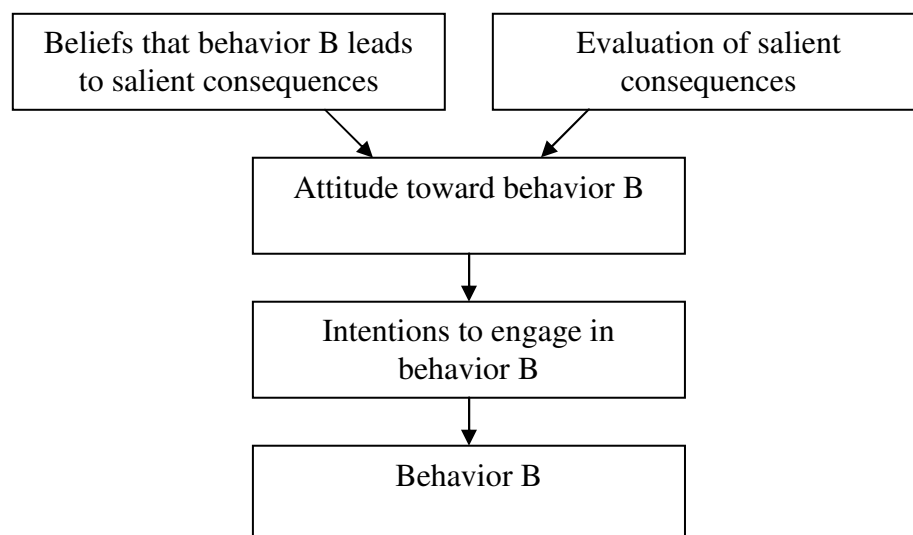 Beliefs that behavior B leads
to salient consequences
Evaluation of salient
consequences
Attitude toward behavior B
Intentions to engage in
behavior B
Behavior B